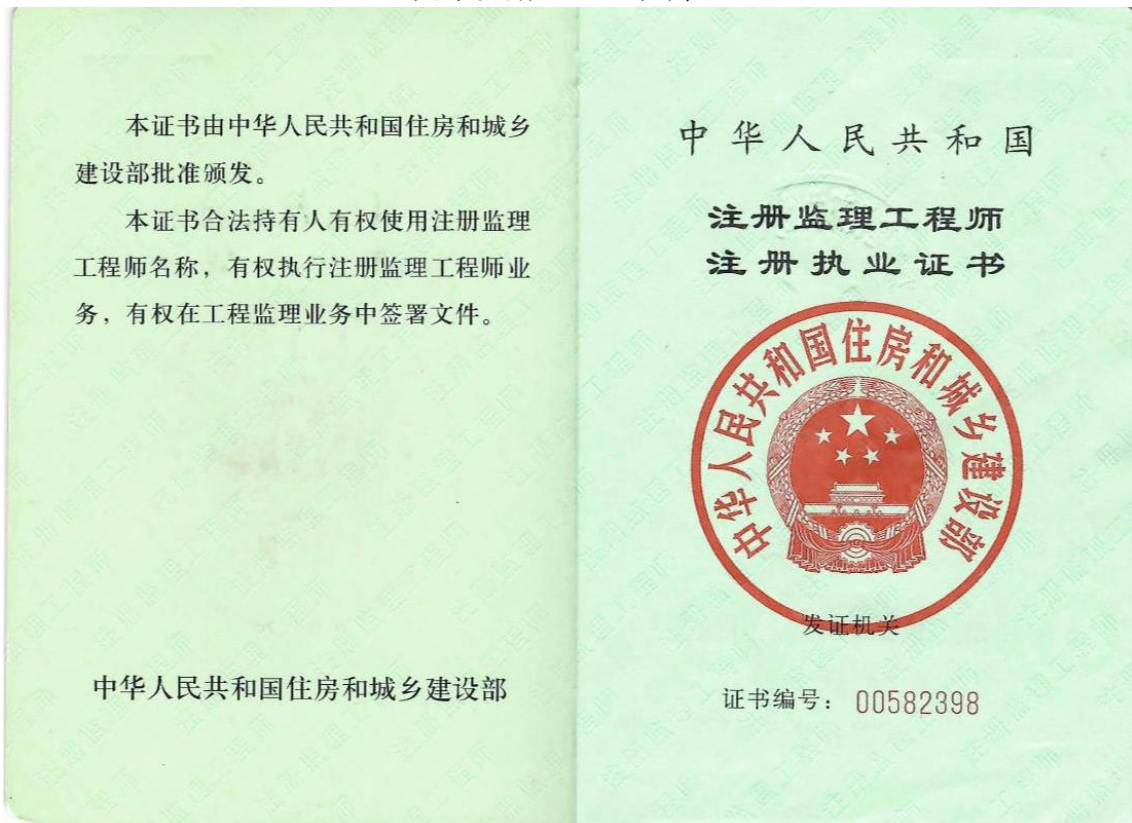 本证书由中华人民共和国住房和城乡
建设部批准颁发。
本证书合法持有人有权使用注册监理
工程师名称，有权执行注册监理工程师业
务，有权在工程监理业务中签署文件。
中华人民共和国住房和城乡建设部
中华人民共和国
注册监理工程师
注册执业证书
中华人民共和国住房和城乡建设部
发证机关
证书编号：00582398